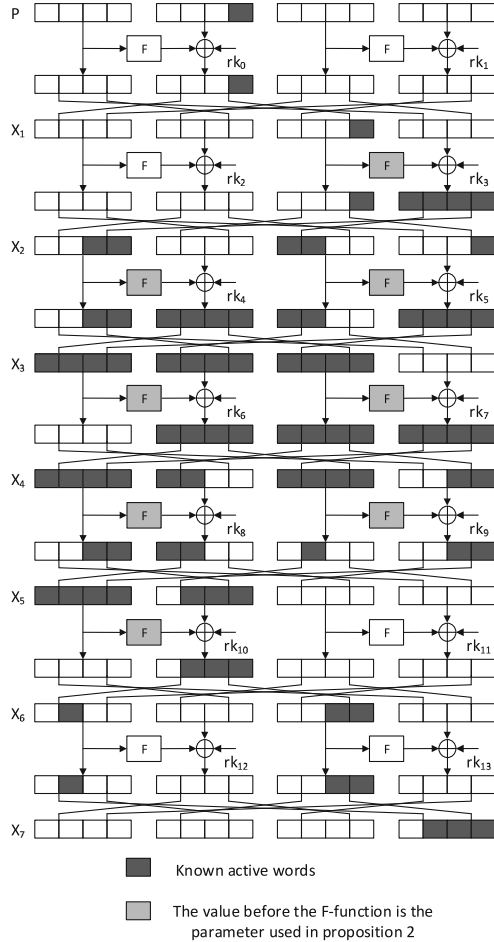 P
F
F
rk0
rk1
X1
F
F
rk2
rk3
X2
F
F
rk4
rk5
X3
F
F
rk6
rk7
X4
F
F
rk8
rk9
X5
F
F
rk10
rk11
X6
F
F
rk12
rk13
X7
Known active words
The value before the F-function is the
parameter used in proposition 2